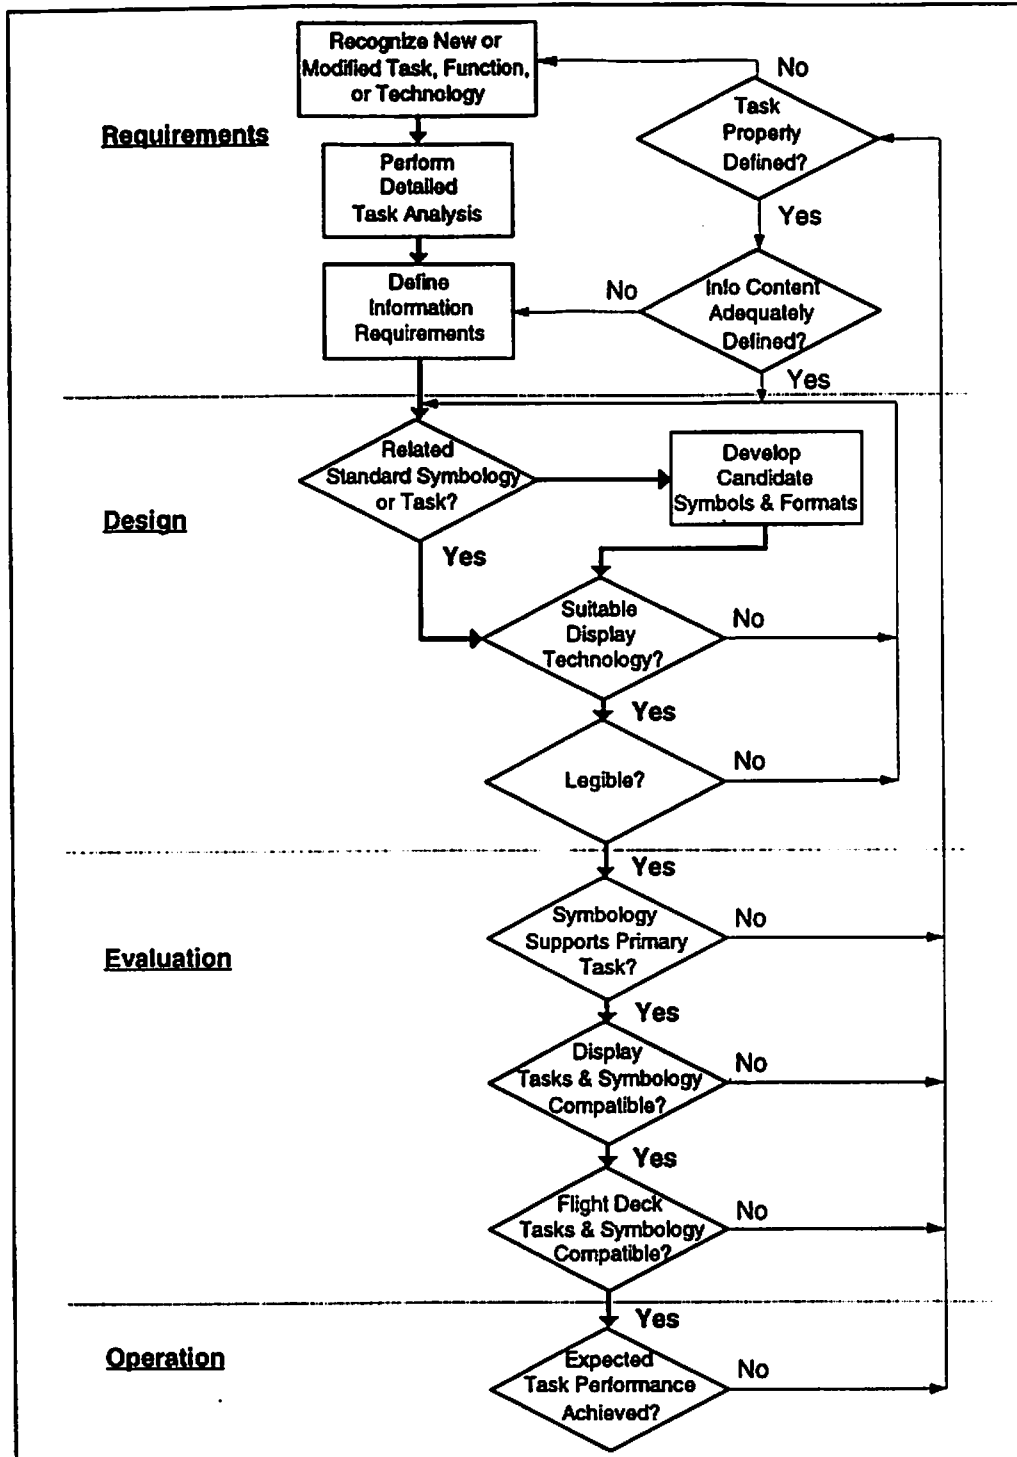 Recognize New or
Modified Task, Function,
or Technology
No
Task
Property
Defined?
Requirements
Perform
Detailed
Task Analysis
Yes
Define
Information
Requirements
No
Info Content
Adequately
Defined?
Yes
Related
Standard Symbology
or Task?
Develop
Candidate
Symbols & Formats
Design
Yes
Suitable
Display
Technology?
No
Yes
Legible?
No
Yes
Symbology
Supports Primary
Task?
No
Evaluation
Yes
Display
Tasks & Symbology
Compatible?
No
Yes
Flight Deck
Tasks & Symbology
Compatible?
No
Yes
Operation
Expected
Task Performance
Achieved?
No